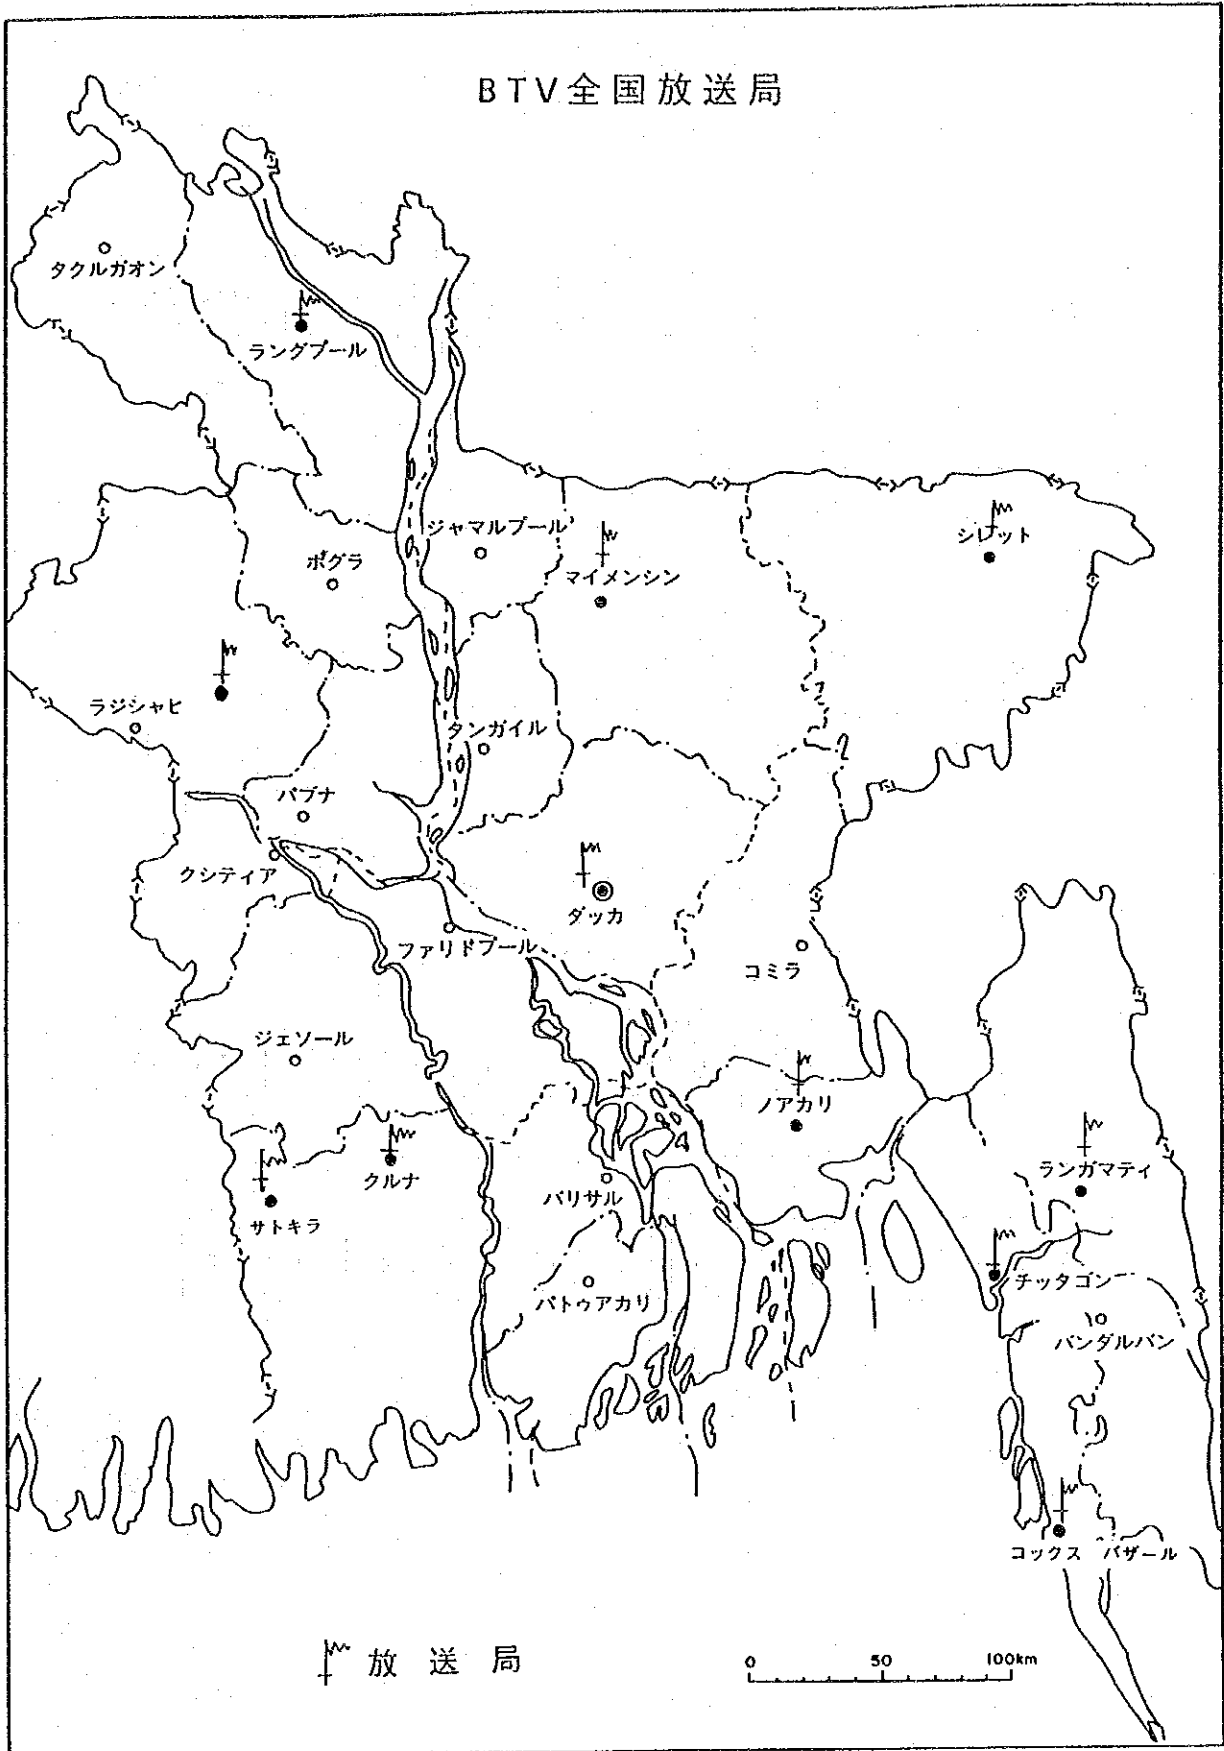 BTV全国放送局
タクルガオン
ラングプール
ジャマルプール
シレット
ボグラ
マイメンシン
ラジシャヒ
タンガイル
パブナ
クシティア
ダッカ
ファリドプール
コミラ
ジェソール
ノアカリ
クルナ
ランガマティ
バリサル
サトキラ
チッタゴン
パトゥアカリ
バンダルバン
コックス バザール
放送局
0 50 100km